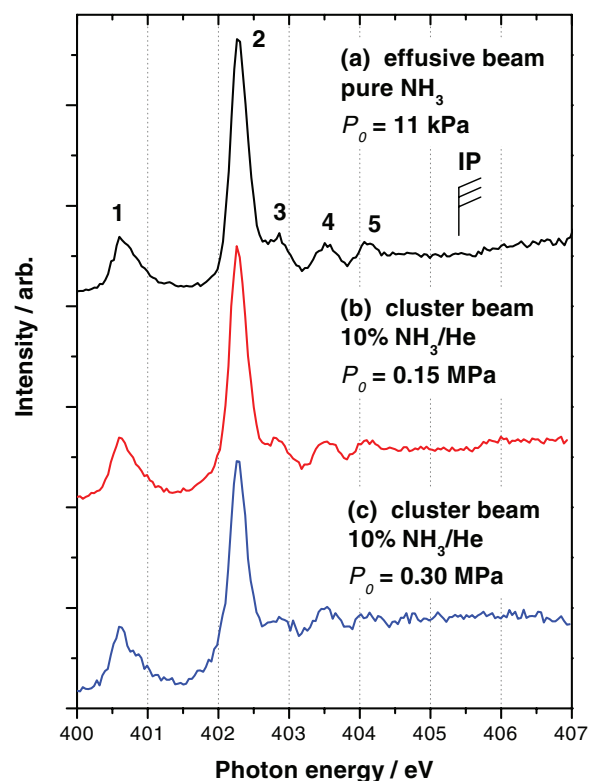 2
(a) effusive beam
pure NH₃
P₀ = 11 kPa
IP
1
3
4
5
(b) cluster beam
10% NH₃/He
P₀ = 0.15 MPa
(c) cluster beam
10% NH₃/He
P₀ = 0.30 MPa
Intensity / arb.
400 401 402 403 404 405 406 407
Photon energy / eV